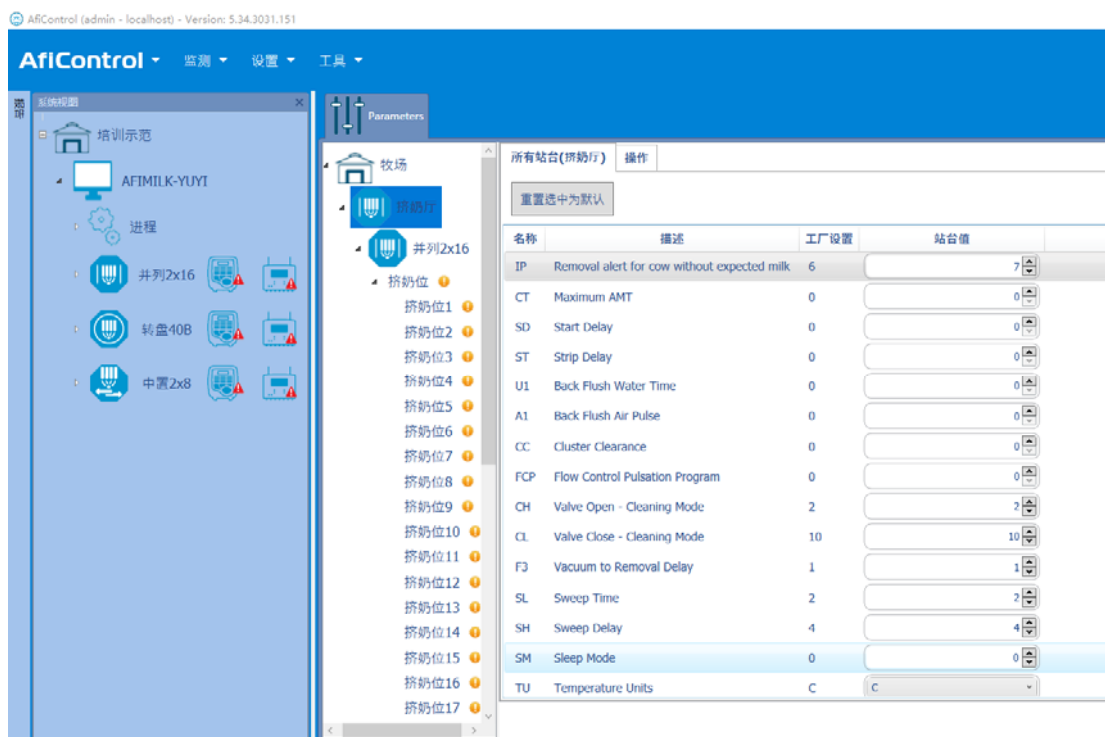 AfiControl (admin - localhost) - Version: 5.34.3031.151
AfiControl 监测 设置 工具
系统视图
培训示范
AFIMILK-YUYI
进程
并列2x16
转盘40B
中置2x8
Parameters
牧场
挤奶厅
并列2x16
挤奶位
挤奶位1
挤奶位2
挤奶位3
挤奶位4
挤奶位5
挤奶位6
挤奶位7
挤奶位8
挤奶位9
挤奶位10
挤奶位11
挤奶位12
挤奶位13
挤奶位14
挤奶位15
挤奶位16
挤奶位17
所有站台(挤奶厅) 操作
重置选中为默认
名称 描述 工厂设置 站台值
IP Removal alert for cow without expected milk 6 7
CT Maximum AMT 0 0
SD Start Delay 0 0
ST Strip Delay 0 0
U1 Back Flush Water Time 0 0
A1 Back Flush Air Pulse 0 0
CC Cluster Clearance 0 0
FCP Flow Control Pulsation Program 0 0
CH Valve Open - Cleaning Mode 2 2
CL Valve Close - Cleaning Mode 10 10
F3 Vacuum to Removal Delay 1 1
SL Sweep Time 2 2
SH Sweep Delay 4 4
SM Sleep Mode 0 0
TU Temperature Units C C